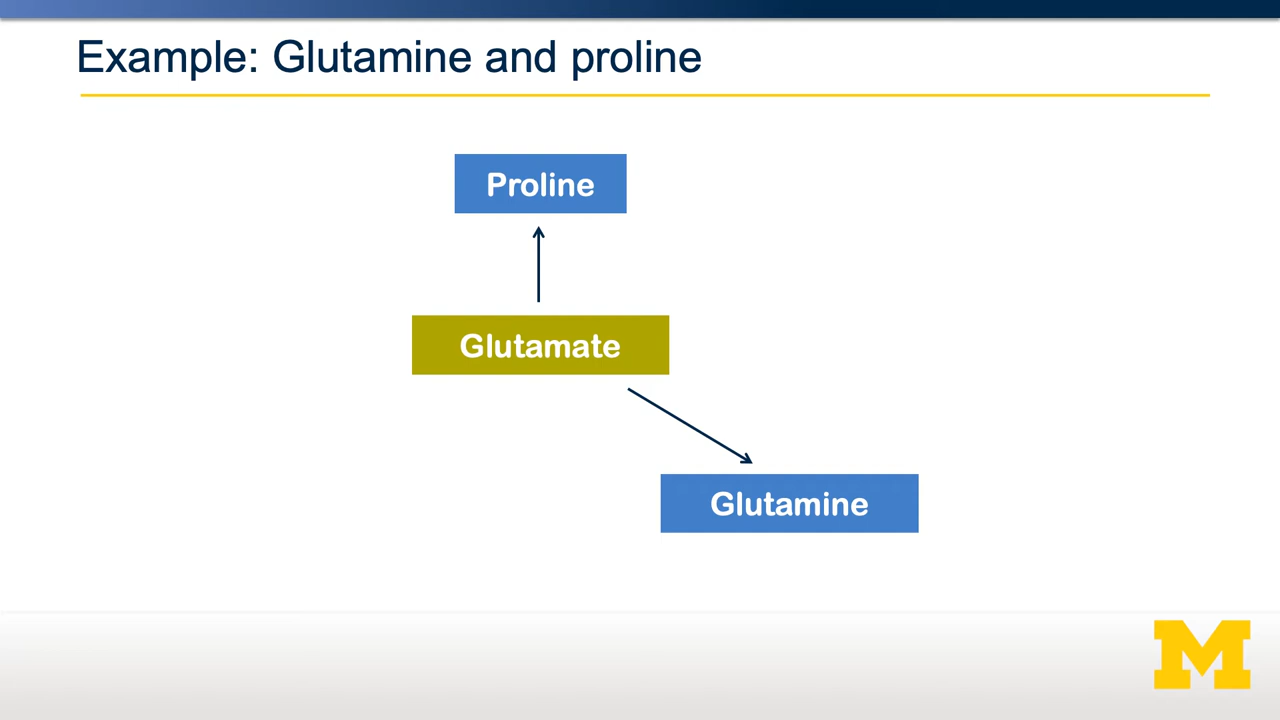 Example: Glutamine and proline
Proline
Glutamate
Glutamine
M